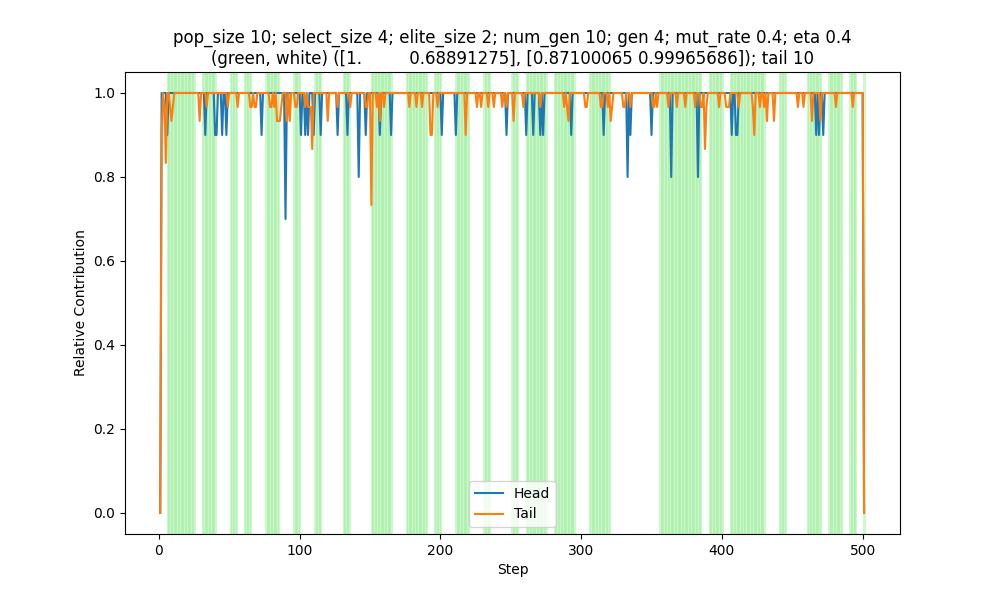 pop_size 10; select_size 4; elite_size 2; num_gen 10; gen 4; mut_rate 0.4; eta 0.4
(green, white) ([1.         0.68891275], [0.87100065 0.99965686]); tail 10
1.0
0.8
0.6
0.4
0.2
0.0
Relative Contribution
Head
Tail
0
100
200
300
400
500
Step